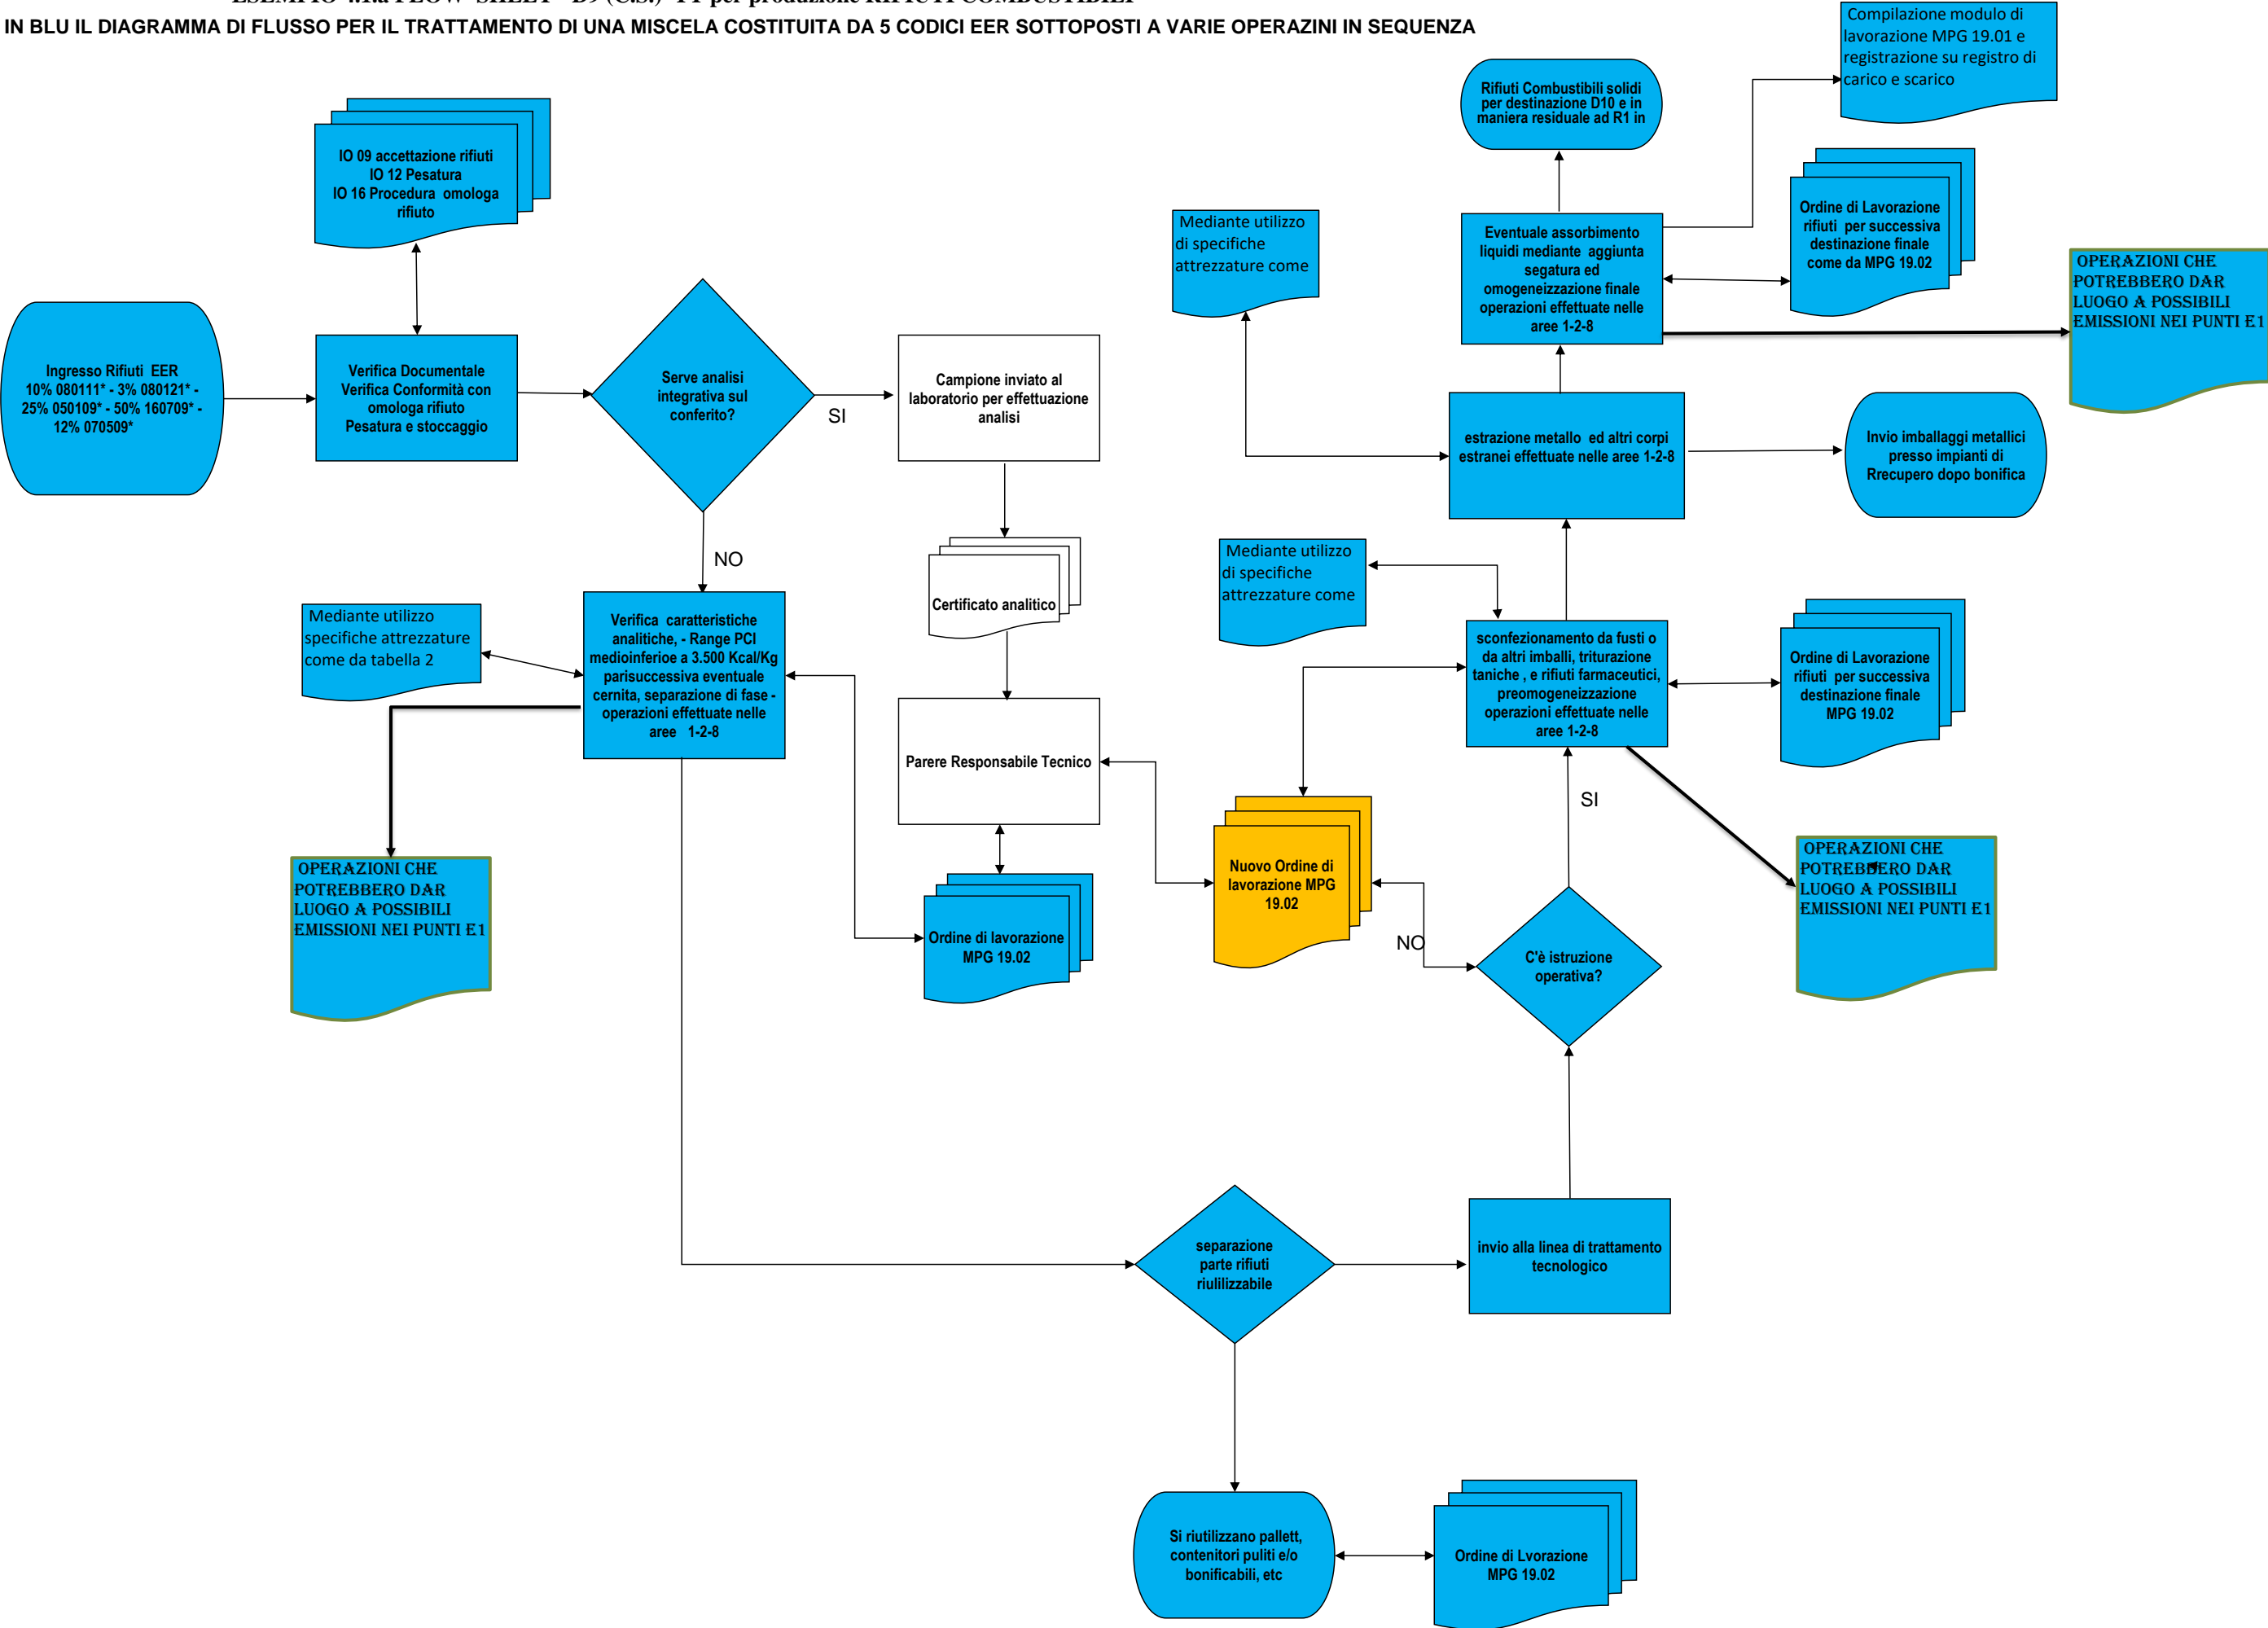 ESEMPIO 4.1.a FLOW-SHEET D9 (C.S.) PT per produzione RIFIUTI COMBUSTIBILI
IN BLU IL DIAGRAMMA DI FLUSSO PER IL TRATTAMENTO DI UNA MISCELA COSTITUITA DA 5 CODICI EER SOTTOPOSTI A VARIE OPERAZINI IN SEQUENZA
Compilazione modulo di
lavorazione MPG 19.01 e
registrazione su registro di
carico e scarico
Rifiuti Combustibili solidi
per destinazione D10 e in
maniera residuale ad R1 in
IO 09 accettazione rifiuti
IO 12 Pesatura
IO 16 Procedura omologa
rifiuto
Mediante utilizzo
di specifiche
attrezzature come
Eventuale assorbimento
liquidi mediante aggiunta
segatura ed
omogeneizzazione finale
operazioni effettuate nelle
aree 1-2-8
Ordine di Lavorazione
rifiuti per successiva
destinazione finale
come da MPG 19.02
OPERAZIONI CHE
POTREBBERO DAR
LUOGO A POSSIBILI
EMISSIONI NEI PUNTI E1
Ingresso Rifiuti EER
10% 080111* - 3% 080121* -
25% 050109* - 50% 160709* -
12% 070509*
Verifica Documentale
Verifica Conformità con
omologa rifiuto
Pesatura e stoccaggio
Serve analisi
integrativa sul
conferito?
SI
Campione inviato al
laboratorio per effettuazione
analisi
estrazione metallo ed altri corpi
estranei effettuate nelle aree 1-2-8
Invio imballaggi metallici
presso impianti di
Rrecupero dopo bonifica
NO
Mediante utilizzo
specifiche attrezzature
come da tabella 2
Verifica caratteristiche
analitiche, - Range PCI
medioinferioe a 3.500 Kcal/Kg
parisuccessiva eventuale
cernita, separazione di fase -
operazioni effettuate nelle
aree 1-2-8
Certificato analitico
Mediante utilizzo
di specifiche
attrezzature come
sconfezionamento da fusti o
da altri imballi, triturazione
taniche , e rifiuti farmaceutici,
preomogeneizzazione
operazioni effettuate nelle
aree 1-2-8
Ordine di Lavorazione
rifiuti per successiva
destinazione finale
MPG 19.02
Parere Responsabile Tecnico
SI
OPERAZIONI CHE
POTREBBERO DAR
LUOGO A POSSIBILI
EMISSIONI NEI PUNTI E1
Ordine di lavorazione
MPG 19.02
Nuovo Ordine di
lavorazione MPG
19.02
NO
C'è istruzione
operativa?
OPERAZIONI CHE
POTREBBERO DAR
LUOGO A POSSIBILI
EMISSIONI NEI PUNTI E1
separazione
parte rifiuti
riulilizzabile
invio alla linea di trattamento
tecnologico
Si riutilizzano pallett,
contenitori puliti e/o
bonificabili, etc
Ordine di Lvorazione
MPG 19.02